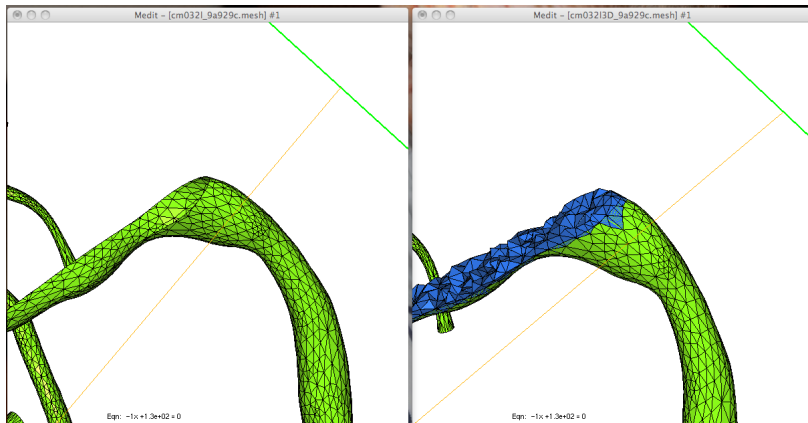 Medit – [cm032l_9a929c.mesh] #1
Medit – [cm032l3D_9a929c.mesh] #1
Eqn: −1x +1.3e+02 = 0
Eqn: −1x +1.3e+02 = 0